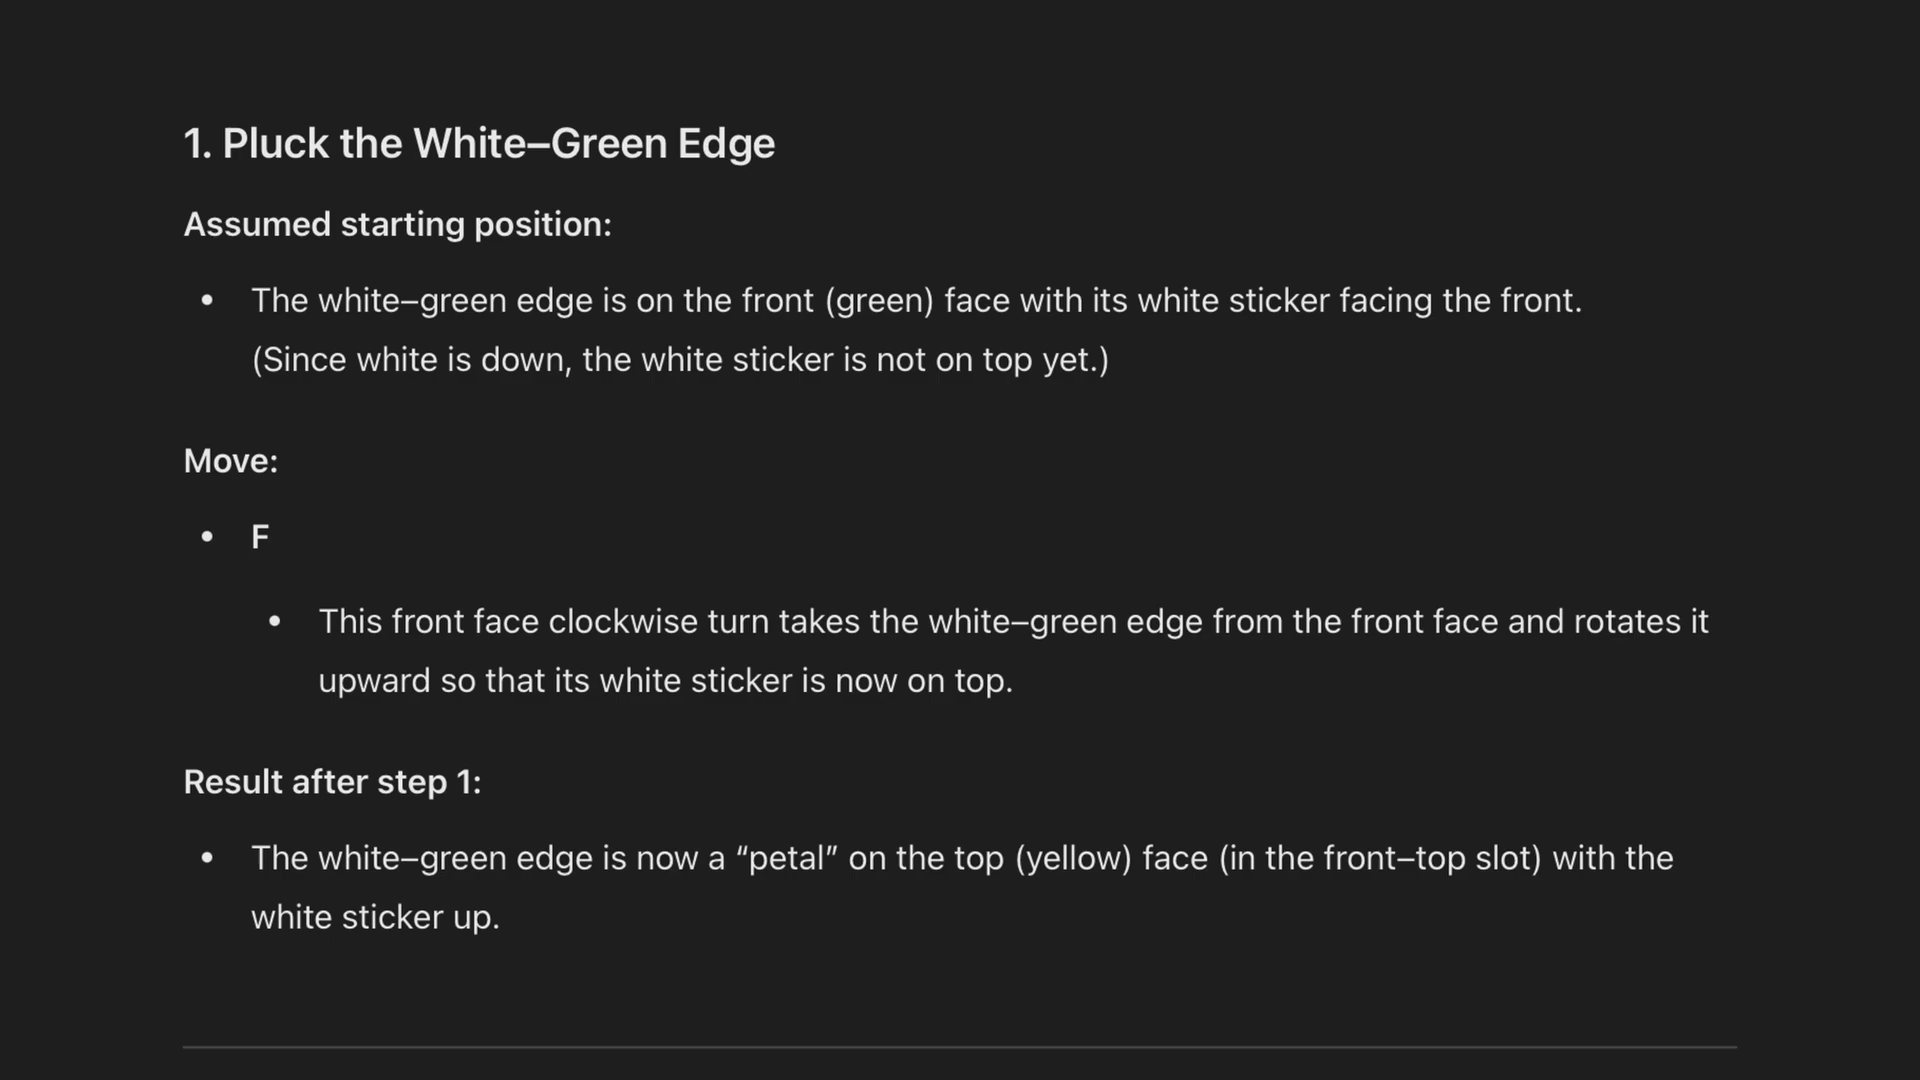 1. Pluck the White–Green Edge
Assumed starting position:
• The white–green edge is on the front (green) face with its white sticker facing the front.
(Since white is down, the white sticker is not on top yet.)
Move:
• F
• This front face clockwise turn takes the white–green edge from the front face and rotates it
upward so that its white sticker is now on top.
Result after step 1:
• The white–green edge is now a “petal” on the top (yellow) face (in the front–top slot) with the
white sticker up.